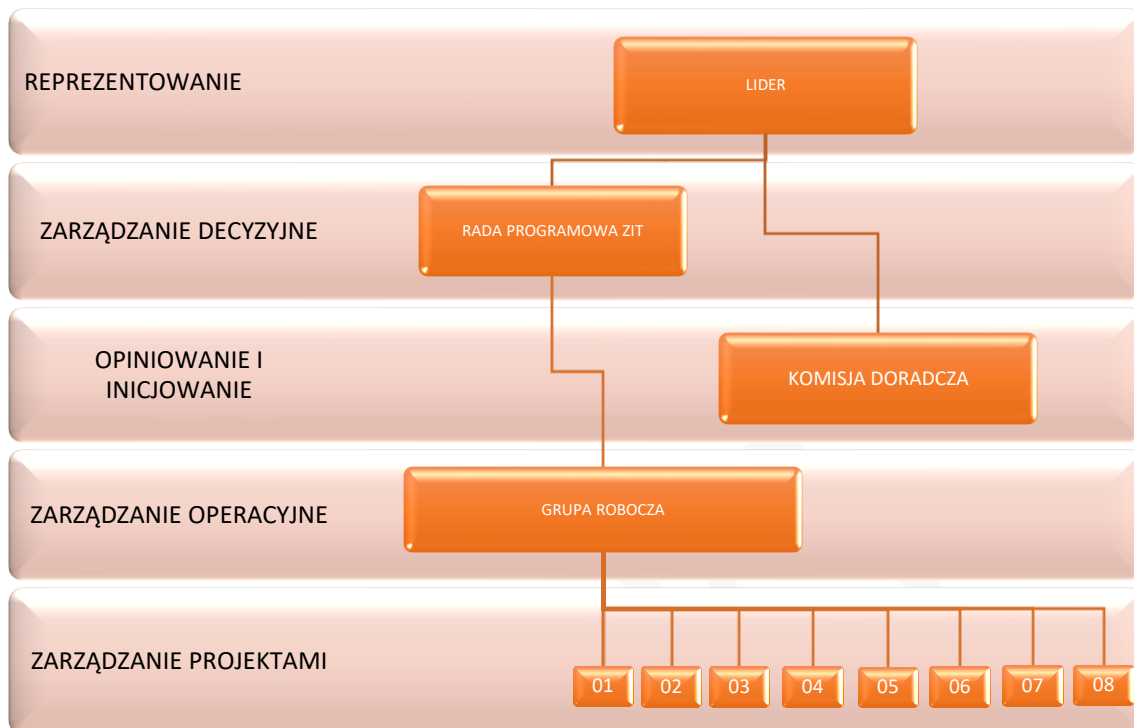 REPREZENTOWANIE
LIDER
ZARZĄDZANIE DECYZYJNE
RADA PROGRAMOWA ZIT
OPINIOWANIE I
INICJOWANIE
KOMISJA DORADCZA
ZARZĄDZANIE OPERACYJNE
GRUPA ROBOCZA
ZARZĄDZANIE PROJEKTAMI
01 02 03 04 05 06 07 08